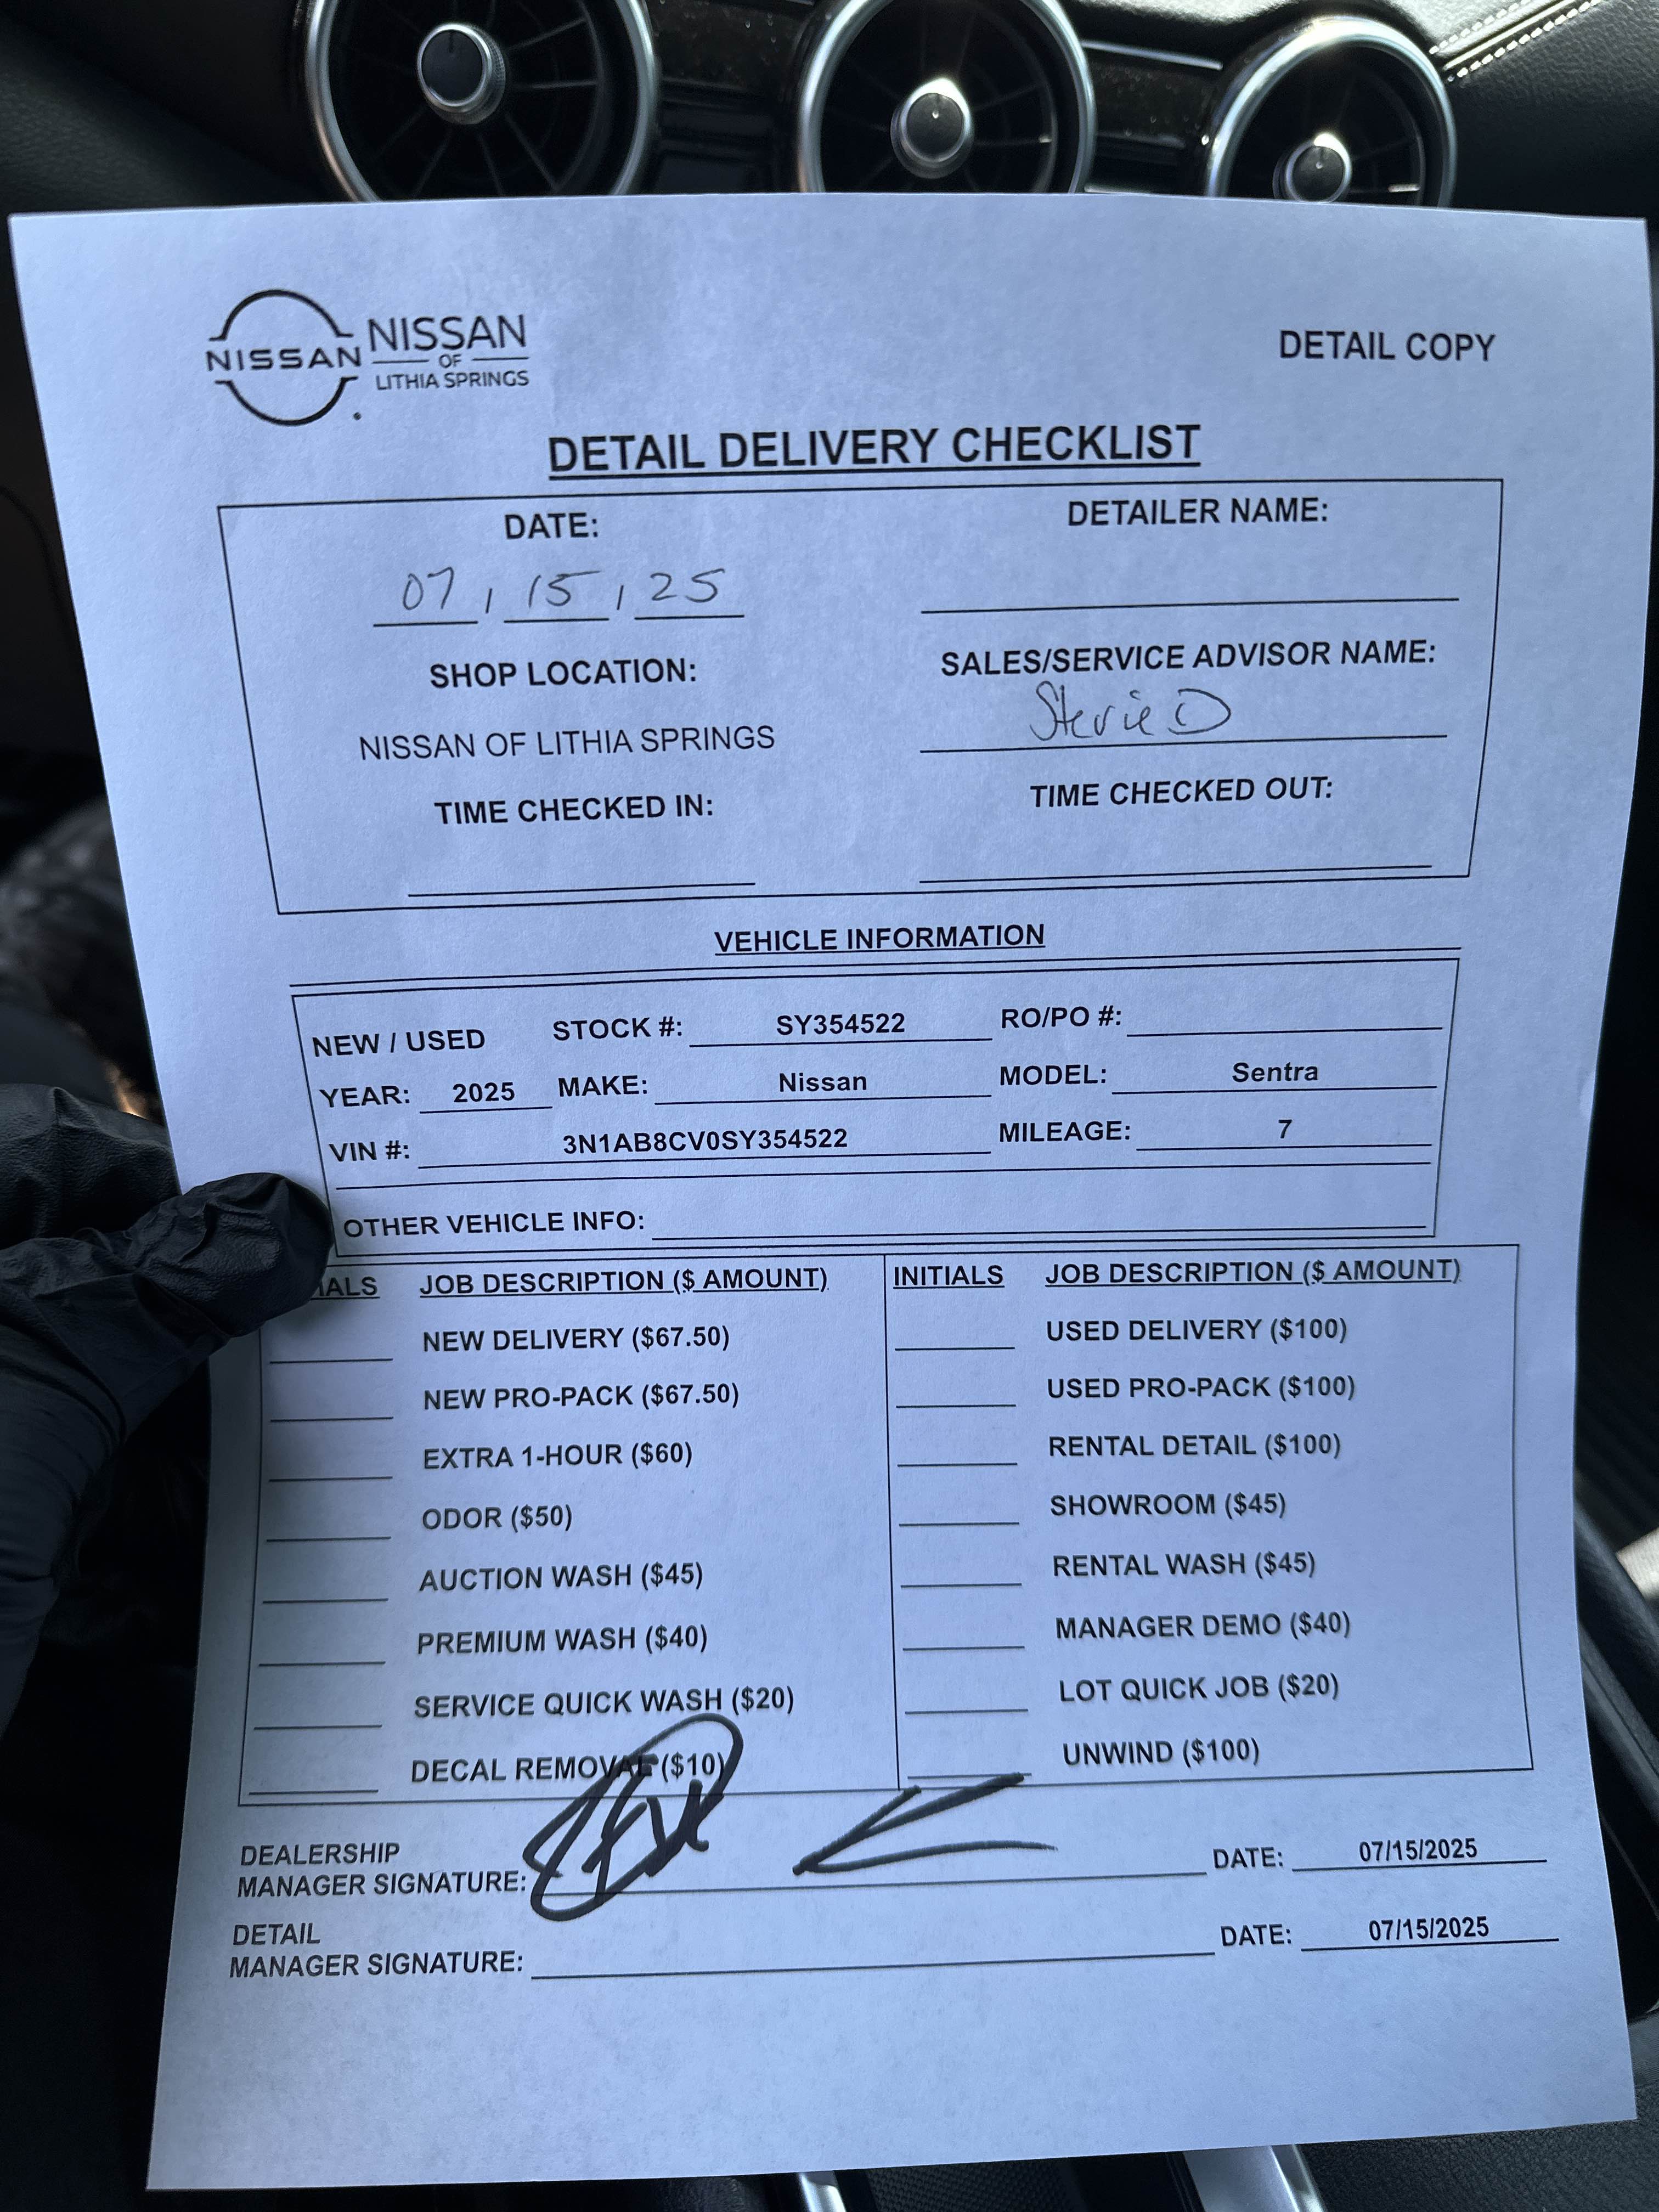 NISSAN NISSAN
OF
LITHIA SPRINGS
DETAIL COPY
DETAIL DELIVERY CHECKLIST
DATE: DETAILER NAME:
07 / 15 / 25
SHOP LOCATION: SALES/SERVICE ADVISOR NAME:
Stevie D
NISSAN OF LITHIA SPRINGS
TIME CHECKED IN: TIME CHECKED OUT:
VEHICLE INFORMATION
NEW / USED STOCK #: SY354522 RO/PO #:
YEAR: 2025 MAKE: Nissan MODEL: Sentra
VIN #: 3N1AB8CV0SY354522 MILEAGE: 7
OTHER VEHICLE INFO:
IALS JOB DESCRIPTION ($ AMOUNT) INITIALS JOB DESCRIPTION ($ AMOUNT)
NEW DELIVERY ($67.50) USED DELIVERY ($100)
NEW PRO-PACK ($67.50) USED PRO-PACK ($100)
EXTRA 1-HOUR ($60) RENTAL DETAIL ($100)
ODOR ($50) SHOWROOM ($45)
AUCTION WASH ($45) RENTAL WASH ($45)
PREMIUM WASH ($40) MANAGER DEMO ($40)
SERVICE QUICK WASH ($20) LOT QUICK JOB ($20)
DECAL REMOVAL ($10) UNWIND ($100)
DEALERSHIP
MANAGER SIGNATURE: DATE: 07/15/2025
DETAIL
MANAGER SIGNATURE: DATE: 07/15/2025